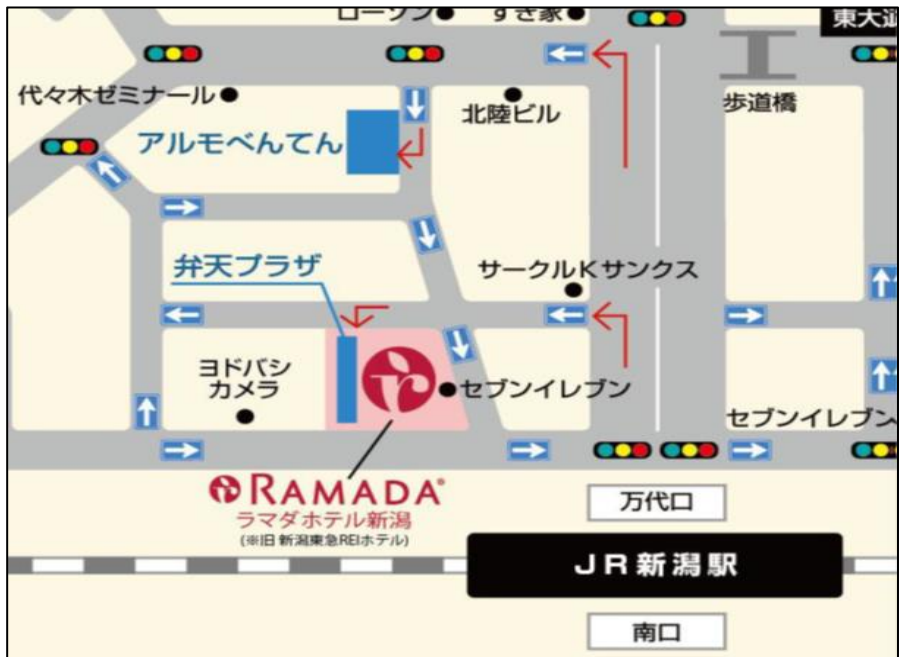 ローソン
すき家
東大通
代々木ゼミナール
北陸ビル
歩道橋
アルモべんてん
弁天プラザ
サークルKサンクス
ヨドバシ
カメラ
セブンイレブン
セブンイレブン
RAMADA®
ラマダホテル新潟
(※旧 新潟東急REIホテル)
万代口
JR新潟駅
南口